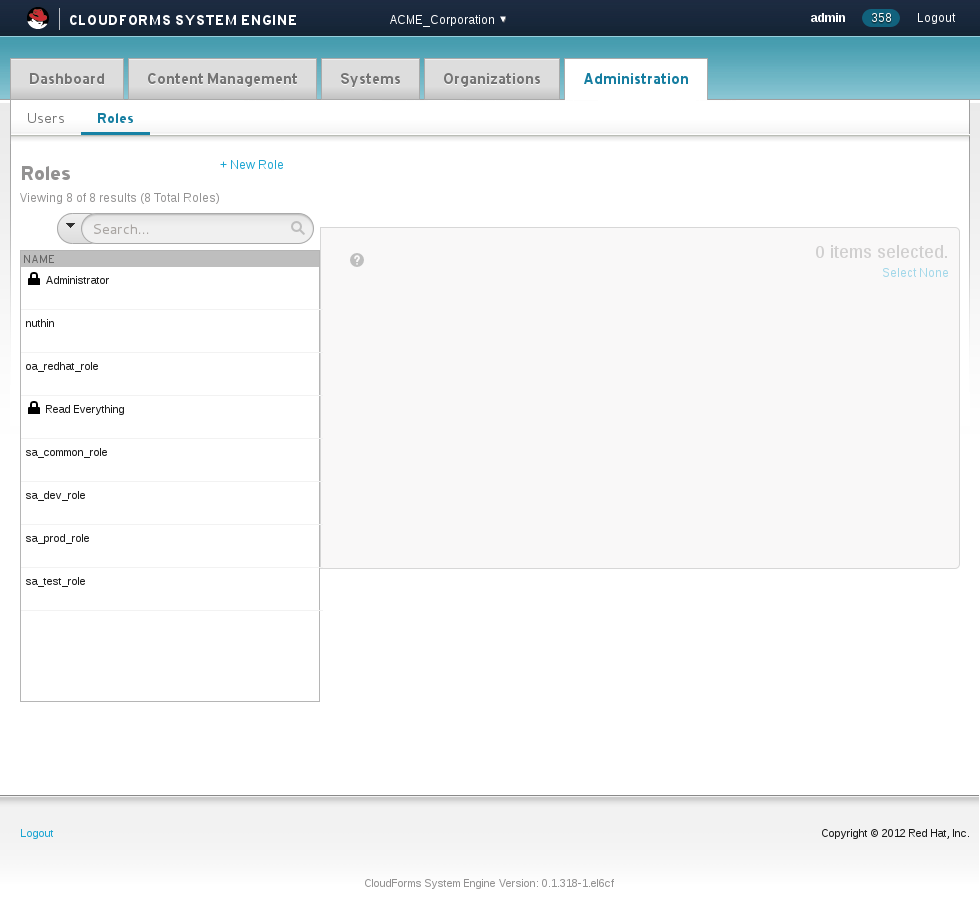 CLOUDFORMS SYSTEM ENGINE
ACME_Corporation ▼
admin 358 Logout
Dashboard Content Management Systems Organizations Administration
Users Roles
Roles
+ New Role
Viewing 8 of 8 results (8 Total Roles)
Search...
0 items selected.
Select None
NAME
Administrator
nuthin
oa_redhat_role
Read Everything
sa_common_role
sa_dev_role
sa_prod_role
sa_test_role
Logout
Copyright © 2012 Red Hat, Inc.
CloudForms System Engine Version: 0.1.318-1.el6cf